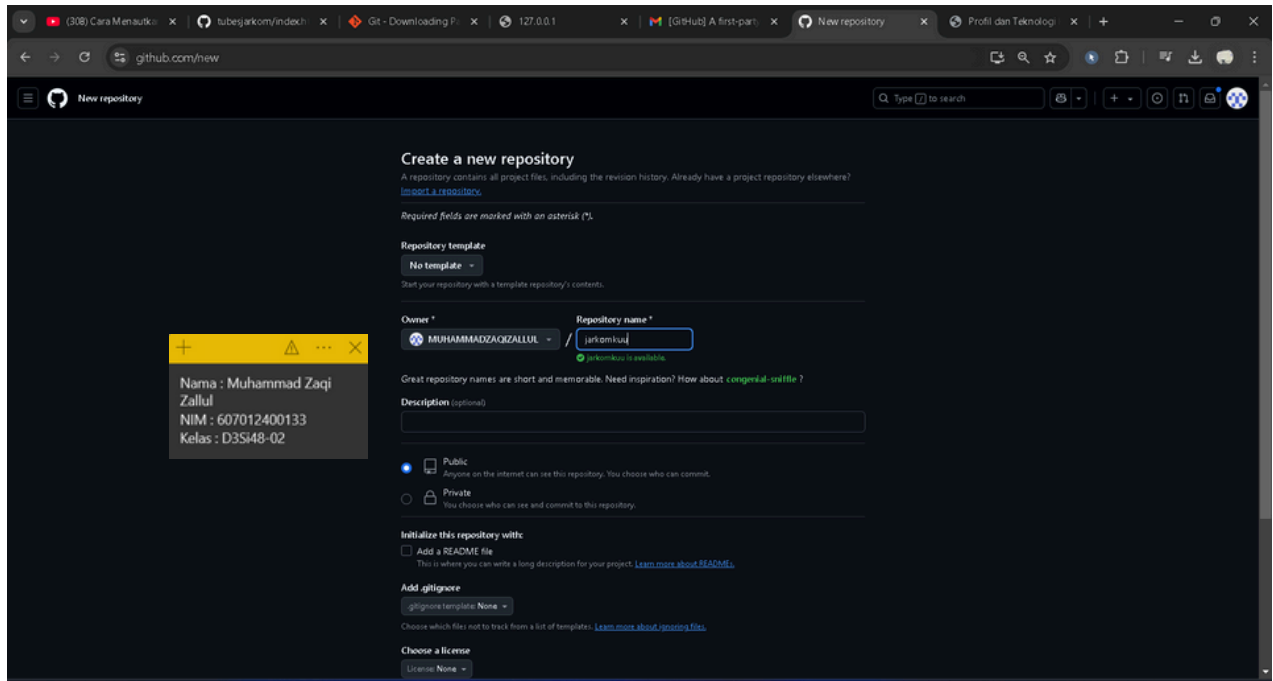 (308) Cara Menautka
tubesjarkom/index.h
Git - Downloading Pa
127.0.0.1
[GitHub] A first-party
New repository
Profil dan Teknologi
github.com/new
New repository
Type / to search
Create a new repository
A repository contains all project files, including the revision history. Already have a project repository elsewhere?
Import a repository.
Required fields are marked with an asterisk (*).
Repository template
No template
Start your repository with a template repository's contents.
Owner *
Repository name *
MUHAMMADZAQIZALLUL
/
jarkomkuu
jarkomkuu is available.
Great repository names are short and memorable. Need inspiration? How about congenial-sniffle ?
Description (optional)
Public
Anyone on the internet can see this repository. You choose who can commit.
Private
You choose who can see and commit to this repository.
Initialize this repository with:
Add a README file
This is where you can write a long description for your project. Learn more about READMEs.
Add .gitignore
.gitignore template: None
Choose which files not to track from a list of templates. Learn more about ignoring files.
Choose a license
License: None
Nama : Muhammad Zaqi
Zallul
NIM : 607012400133
Kelas : D3Si48-02